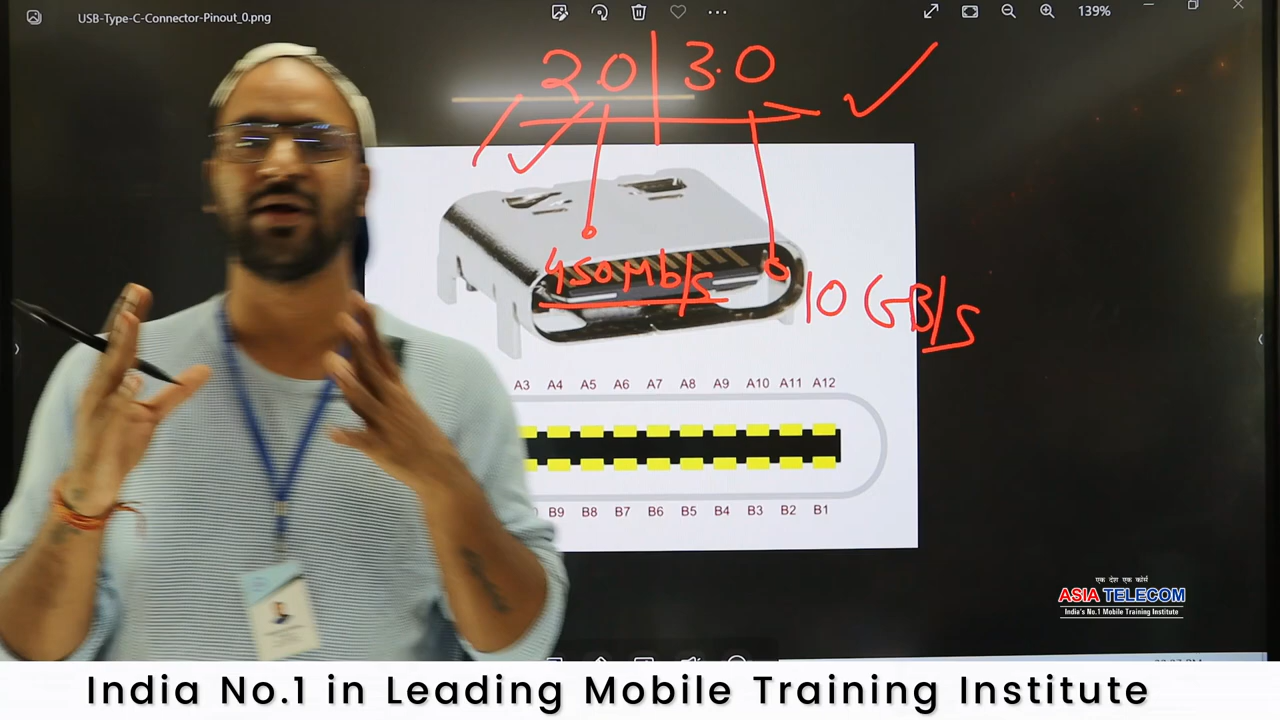 USB-Type-C-Connector-Pinout_0.png
139%
2.0 3.0
450Mb/s
10 GB/s
A3 A4 A5 A6 A7 A8 A9 A10 A11 A12
B9 B8 B7 B6 B5 B4 B3 B2 B1
एक देश एक कोर्स
ASIA TELECOM
India's No.1 Mobile Training Institute
India No.1 in Leading Mobile Training Institute